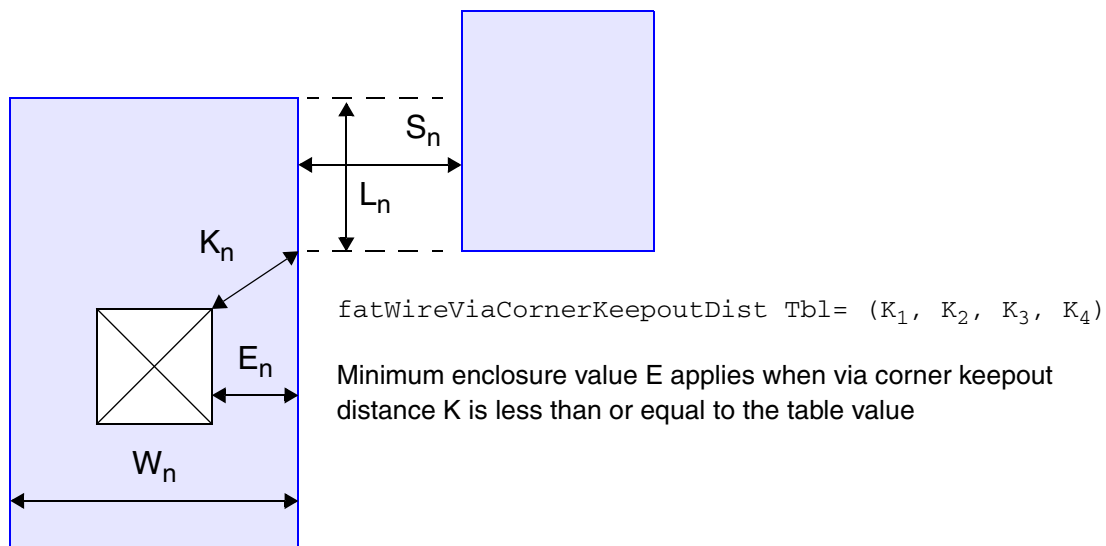 Sₙ
Lₙ
Kₙ
fatWireViaCornerKeepoutDist Tbl= (K₁, K₂, K₃, K₄)
Eₙ
Minimum enclosure value E applies when via corner keepout
distance K is less than or equal to the table value
Wₙ